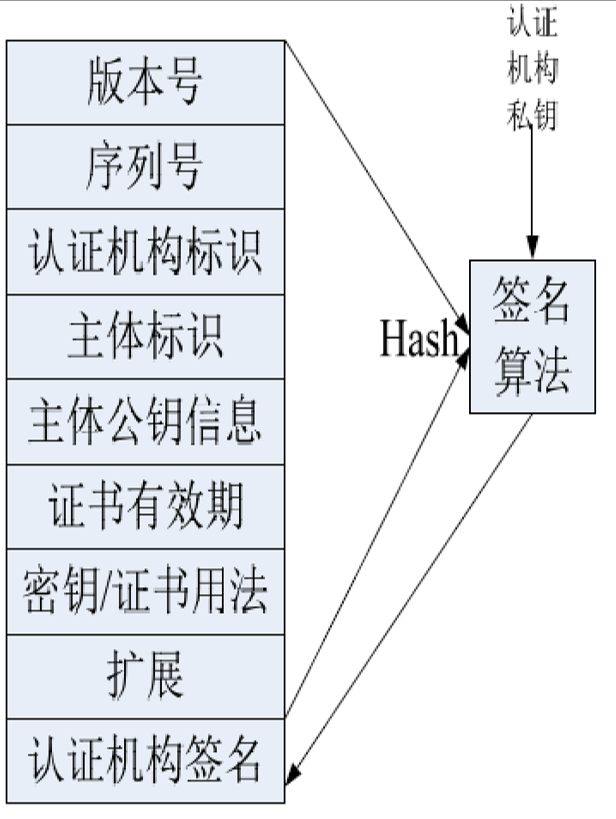 版本号
序列号
认证机构标识
主体标识
主体公钥信息
证书有效期
密钥/证书用法
扩展
认证机构签名
Hash
认证
机构
私钥
签名
算法